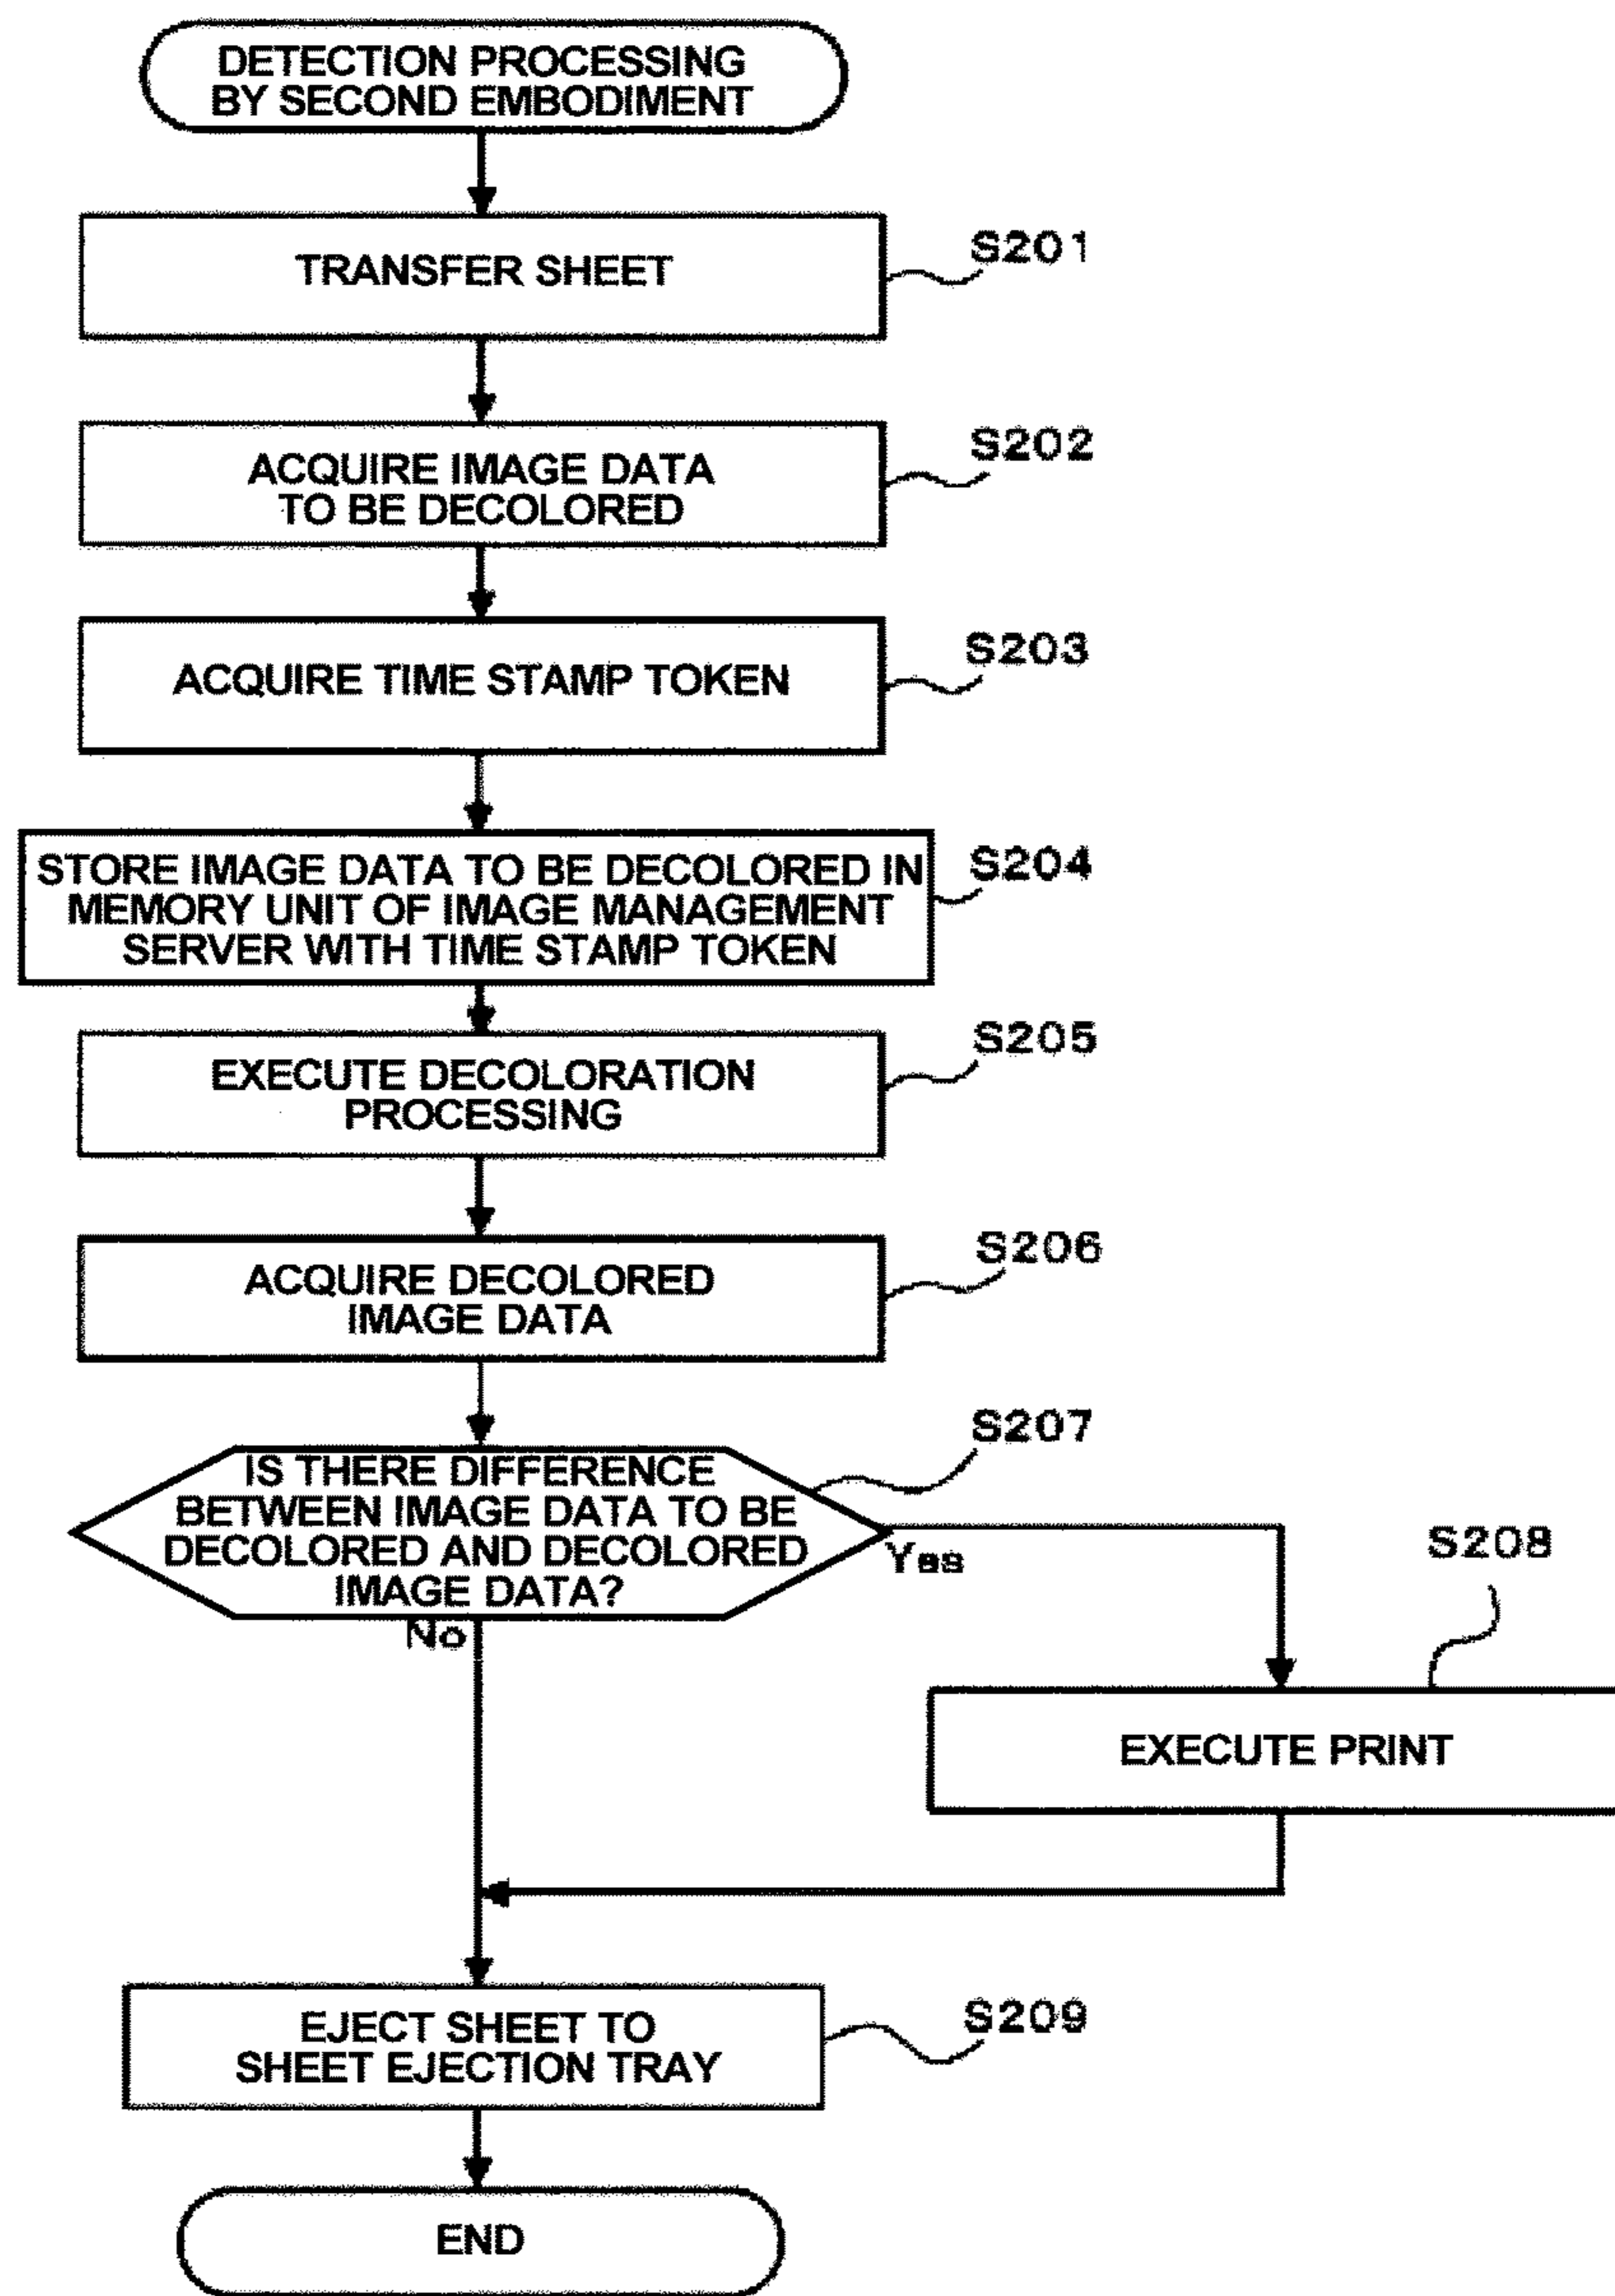 DETECTION PROCESSING
BY SECOND EMBODIMENT
TRANSFER SHEET
S201
ACQUIRE IMAGE DATA
TO BE DECOLORED
S202
ACQUIRE TIME STAMP TOKEN
S203
STORE IMAGE DATA TO BE DECOLORED IN
MEMORY UNIT OF IMAGE MANAGEMENT
SERVER WITH TIME STAMP TOKEN
S204
EXECUTE DECOLORATION
PROCESSING
S205
ACQUIRE DECOLORED
IMAGE DATA
S206
IS THERE DIFFERENCE
BETWEEN IMAGE DATA TO BE
DECOLORED AND DECOLORED
IMAGE DATA?
S207
Yes
No
S208
EXECUTE PRINT
EJECT SHEET TO
SHEET EJECTION TRAY
S209
END